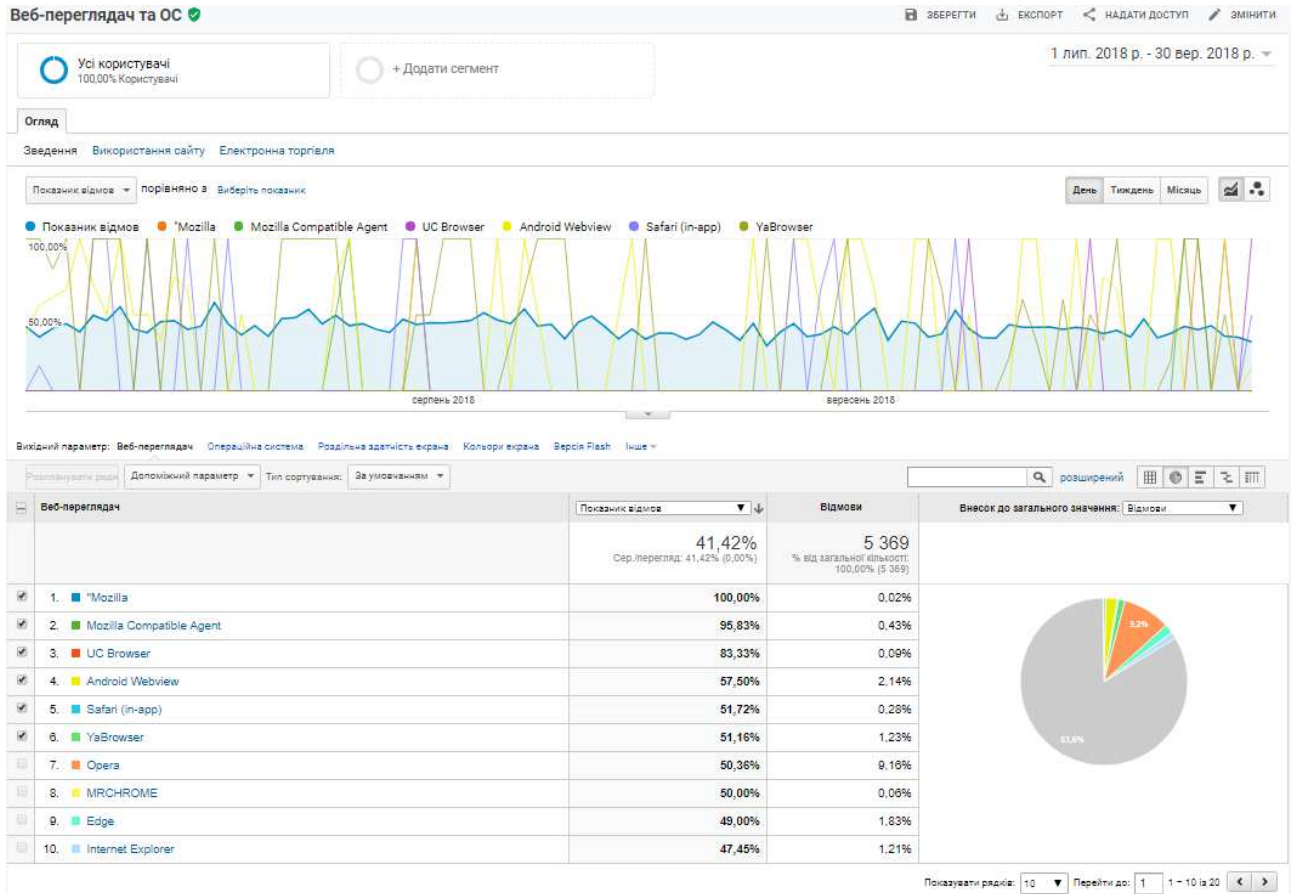 Веб-переглядач та ОС
ЗБЕРЕГТИ ЕКСПОРТ НАДАТИ ДОСТУП ЗМІНИТИ
Усі користувачі
100,00% Користувачі
+ Додати сегмент
1 лип. 2018 р. - 30 вер. 2018 р.
Огляд
Зведення Використання сайту Електронна торгівля
Показник відмов порівняно з Виберіть показник
День Тиждень Місяць
Показник відмов "Mozilla Mozilla Compatible Agent UC Browser Android Webview Safari (in-app) YaBrowser
100,00%
50,00%
серпень 2018 вересень 2018
Вихідний параметр: Веб-переглядач Операційна система Роздільна здатність екрана Кольори екрана Версія Flash Інше
Розпланувати ряди Допоміжний параметр Тип сортування: За умовчанням розширений
Веб-переглядач Показник відмов Відмови Внесок до загального значення: Відмови
41,42% 5 369
Сер./перегляд: 41,42% (0,00%) % від загальної кількості:
100,00% (5 369)
1. "Mozilla 100,00% 0,02%
2. Mozilla Compatible Agent 95,83% 0,43%
3. UC Browser 83,33% 0,09%
4. Android Webview 57,50% 2,14%
5. Safari (in-app) 51,72% 0,28%
6. YaBrowser 51,16% 1,23%
7. Opera 50,36% 9,16%
8. MRCHROME 50,00% 0,06%
9. Edge 49,00% 1,83%
10. Internet Explorer 47,45% 1,21%
9,2%
Показувати рядків: 10 Перейти до: 1 1 – 10 із 20